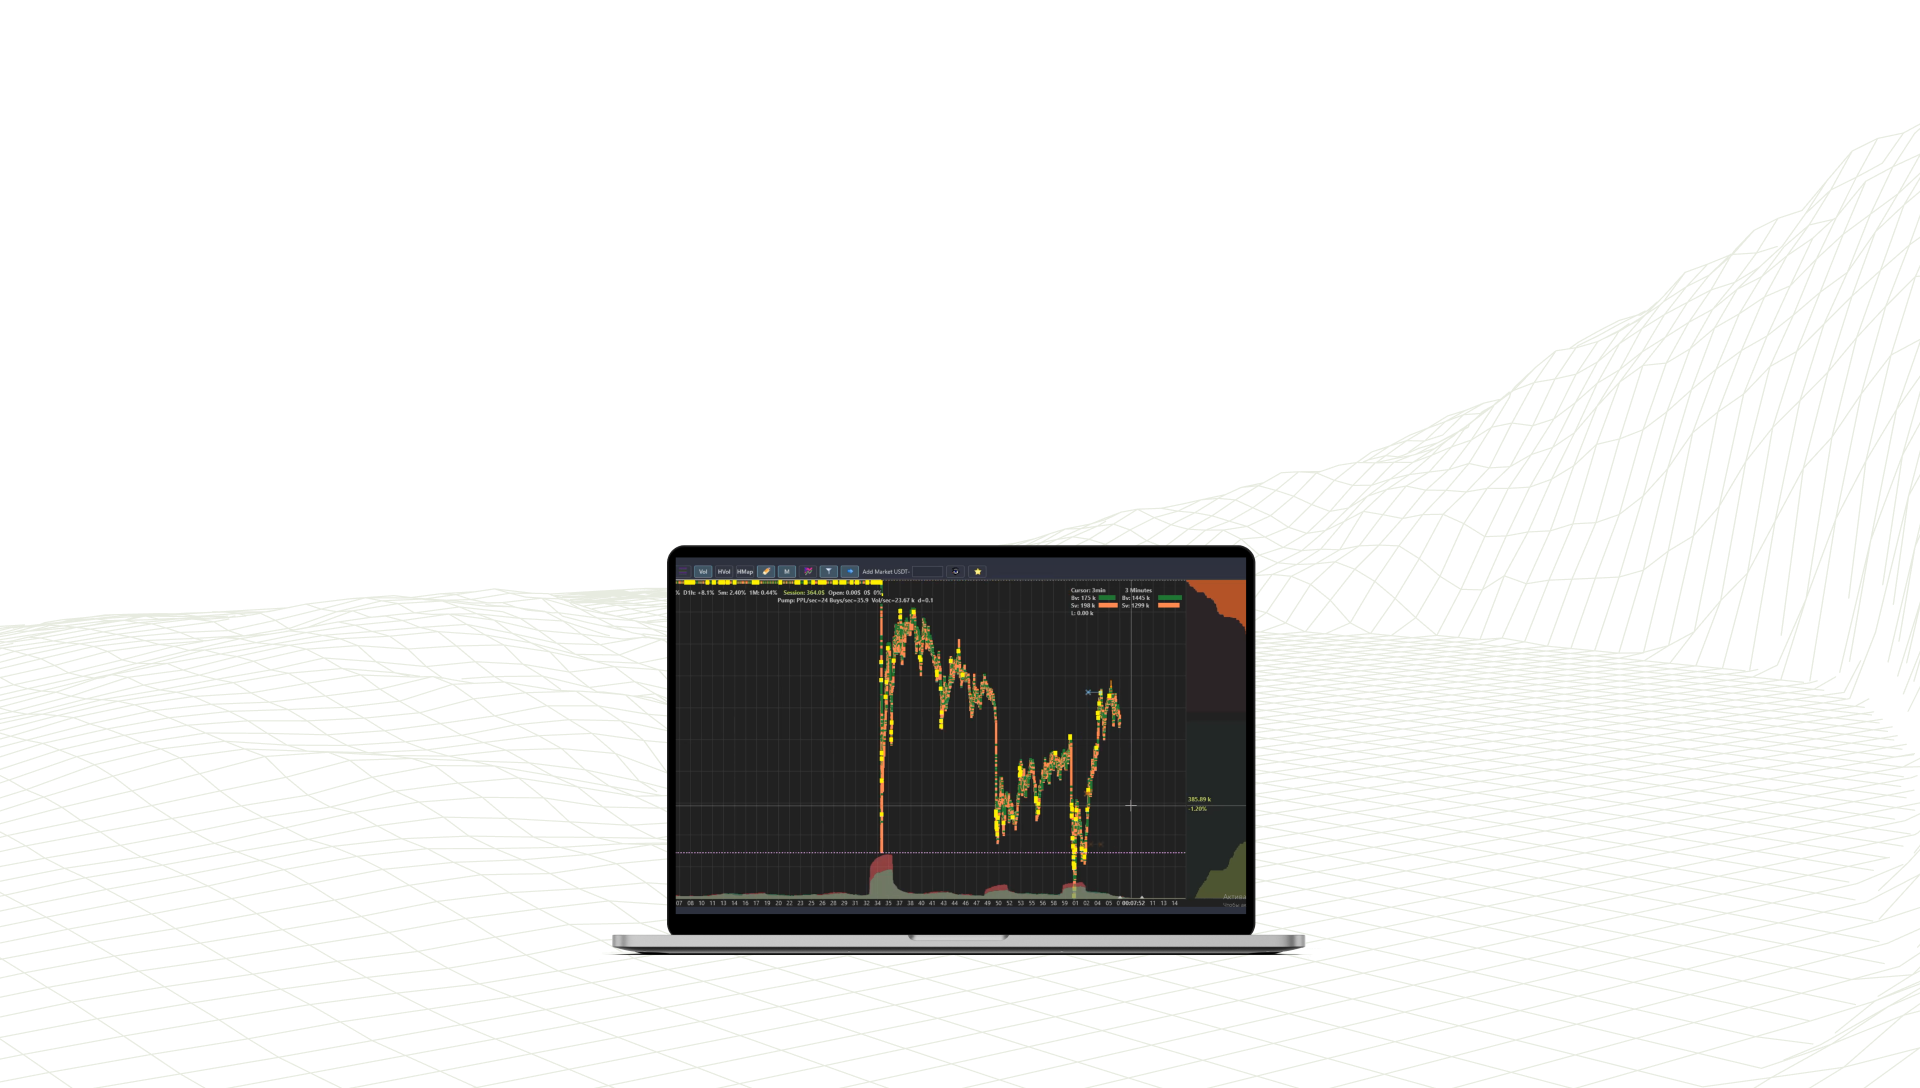 Vol HVol HMap M Add Market USDT-
% D1h: +8.1% 5m: 2.40% 1M: 0.44% Session: 364.0$ Open: 0.00$ 0$ 0%
Pump: PPL/sec=24 Buys/sec=35.9 Vol/sec=23.67 k d=0.1
Cursor: 3min 3 Minutes
Bv: 175 k Bv: 1445 k
Sv: 198 k Sv: 1299 k
L: 0.00 k
385.89 k
-1.20%
Актива
07 08 10 11 13 14 16 17 19 20 22 23 25 26 28 29 31 32 34 35 37 38 40 41 43 44 46 47 49 50 52 53 55 56 58 59 01 02 04 05 00:07:52 11 13 14